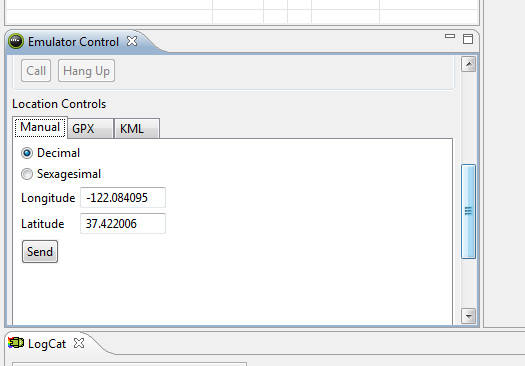 Emulator Control
Call Hang Up
Location Controls
Manual GPX KML
Decimal
Sexagesimal
Longitude -122.084095
Latitude 37.422006
Send
LogCat